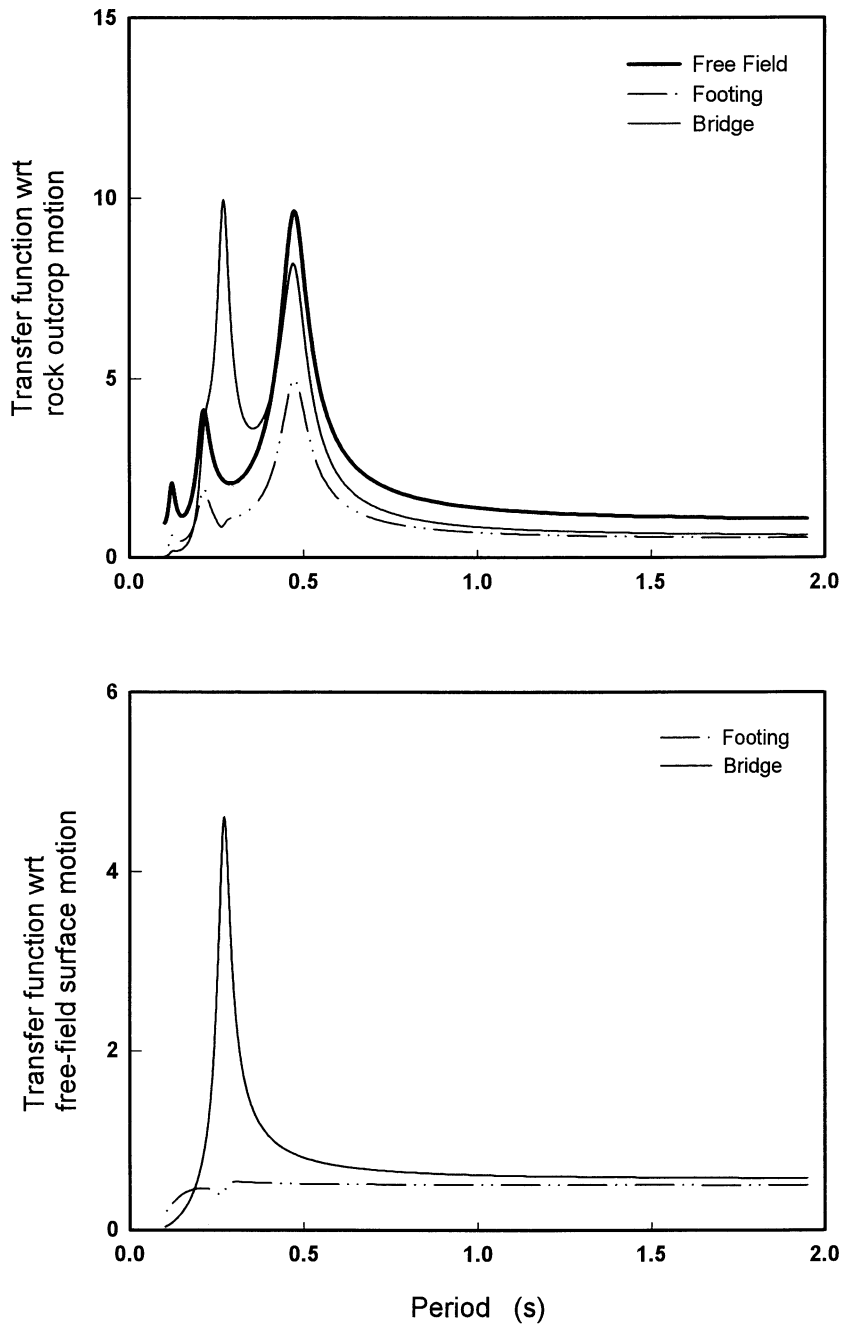 Transfer function wrt
rock outcrop motion
15
10
5
0
Free Field
Footing
Bridge
0.0 0.5 1.0 1.5 2.0
Transfer function wrt
free-field surface motion
6
4
2
0
Footing
Bridge
0.0 0.5 1.0 1.5 2.0
Period (s)